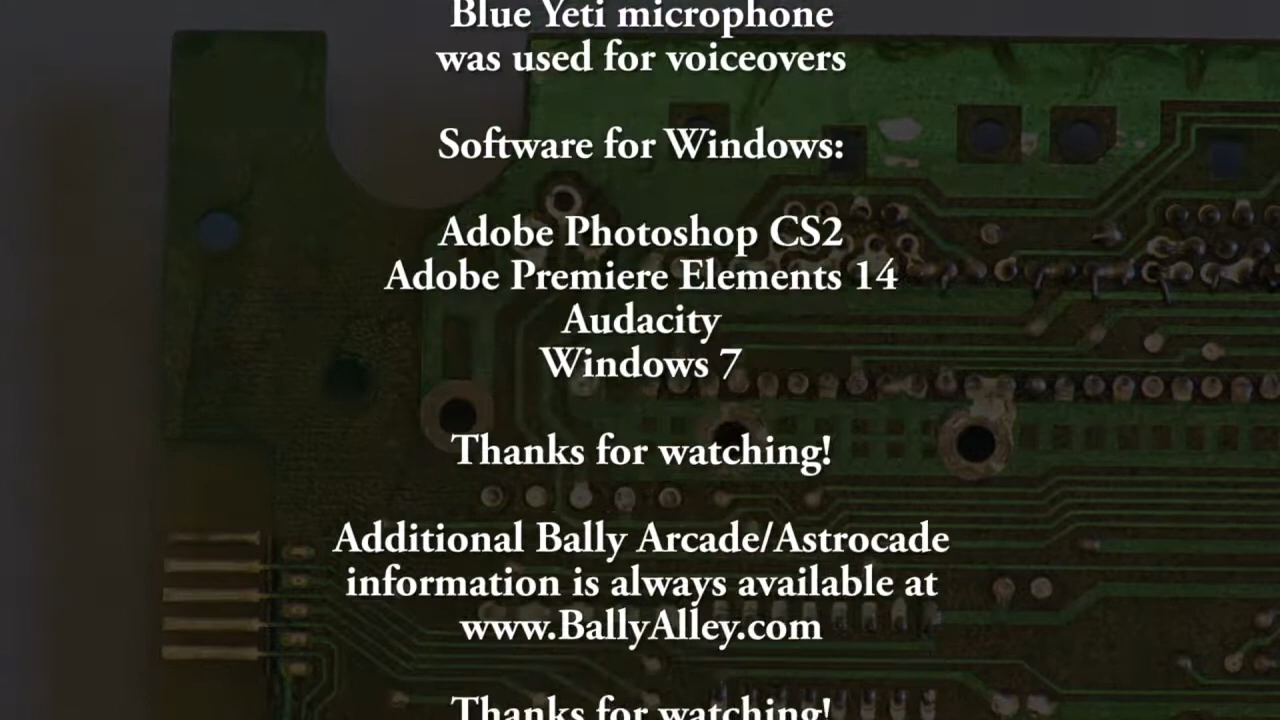 Blue Yeti microphone
was used for voiceovers
Software for Windows:
Adobe Photoshop CS2
Adobe Premiere Elements 14
Audacity
Windows 7
Thanks for watching!
Additional Bally Arcade/Astrocade
information is always available at
www.BallyAlley.com
Thanks for watching!